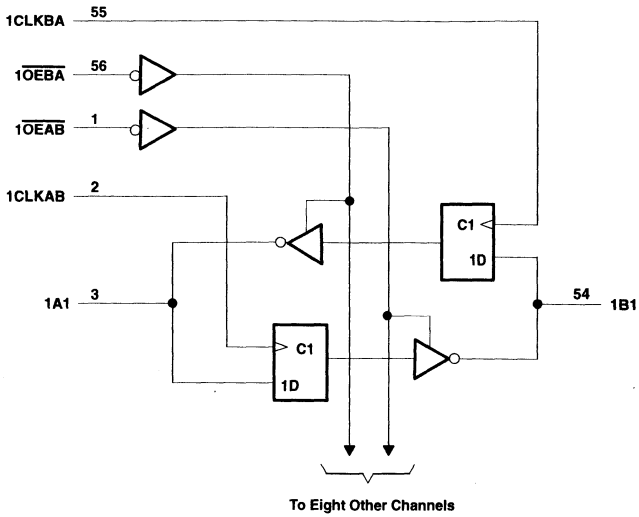 1CLKBA 55
1OEBA 56
1OEAB 1
1CLKAB 2
C1
1D
1A1 3
54 1B1
C1
1D
To Eight Other Channels